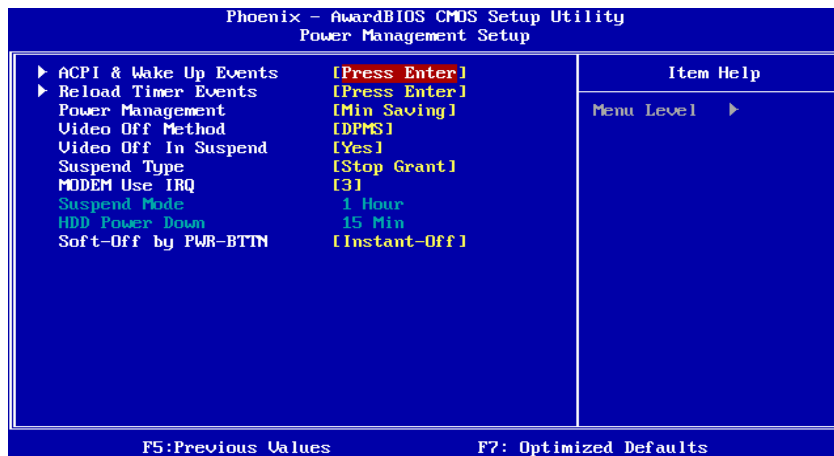 Phoenix - AwardBIOS CMOS Setup Utility
Power Management Setup
ACPI & Wake Up Events [Press Enter]
Reload Timer Events [Press Enter]
Power Management [Min Saving]
Video Off Method [DPMS]
Video Off In Suspend [Yes]
Suspend Type [Stop Grant]
MODEM Use IRQ [3]
Suspend Mode 1 Hour
HDD Power Down 15 Min
Soft-Off by PWR-BTTN [Instant-Off]
Item Help
Menu Level
F5:Previous Values F7: Optimized Defaults